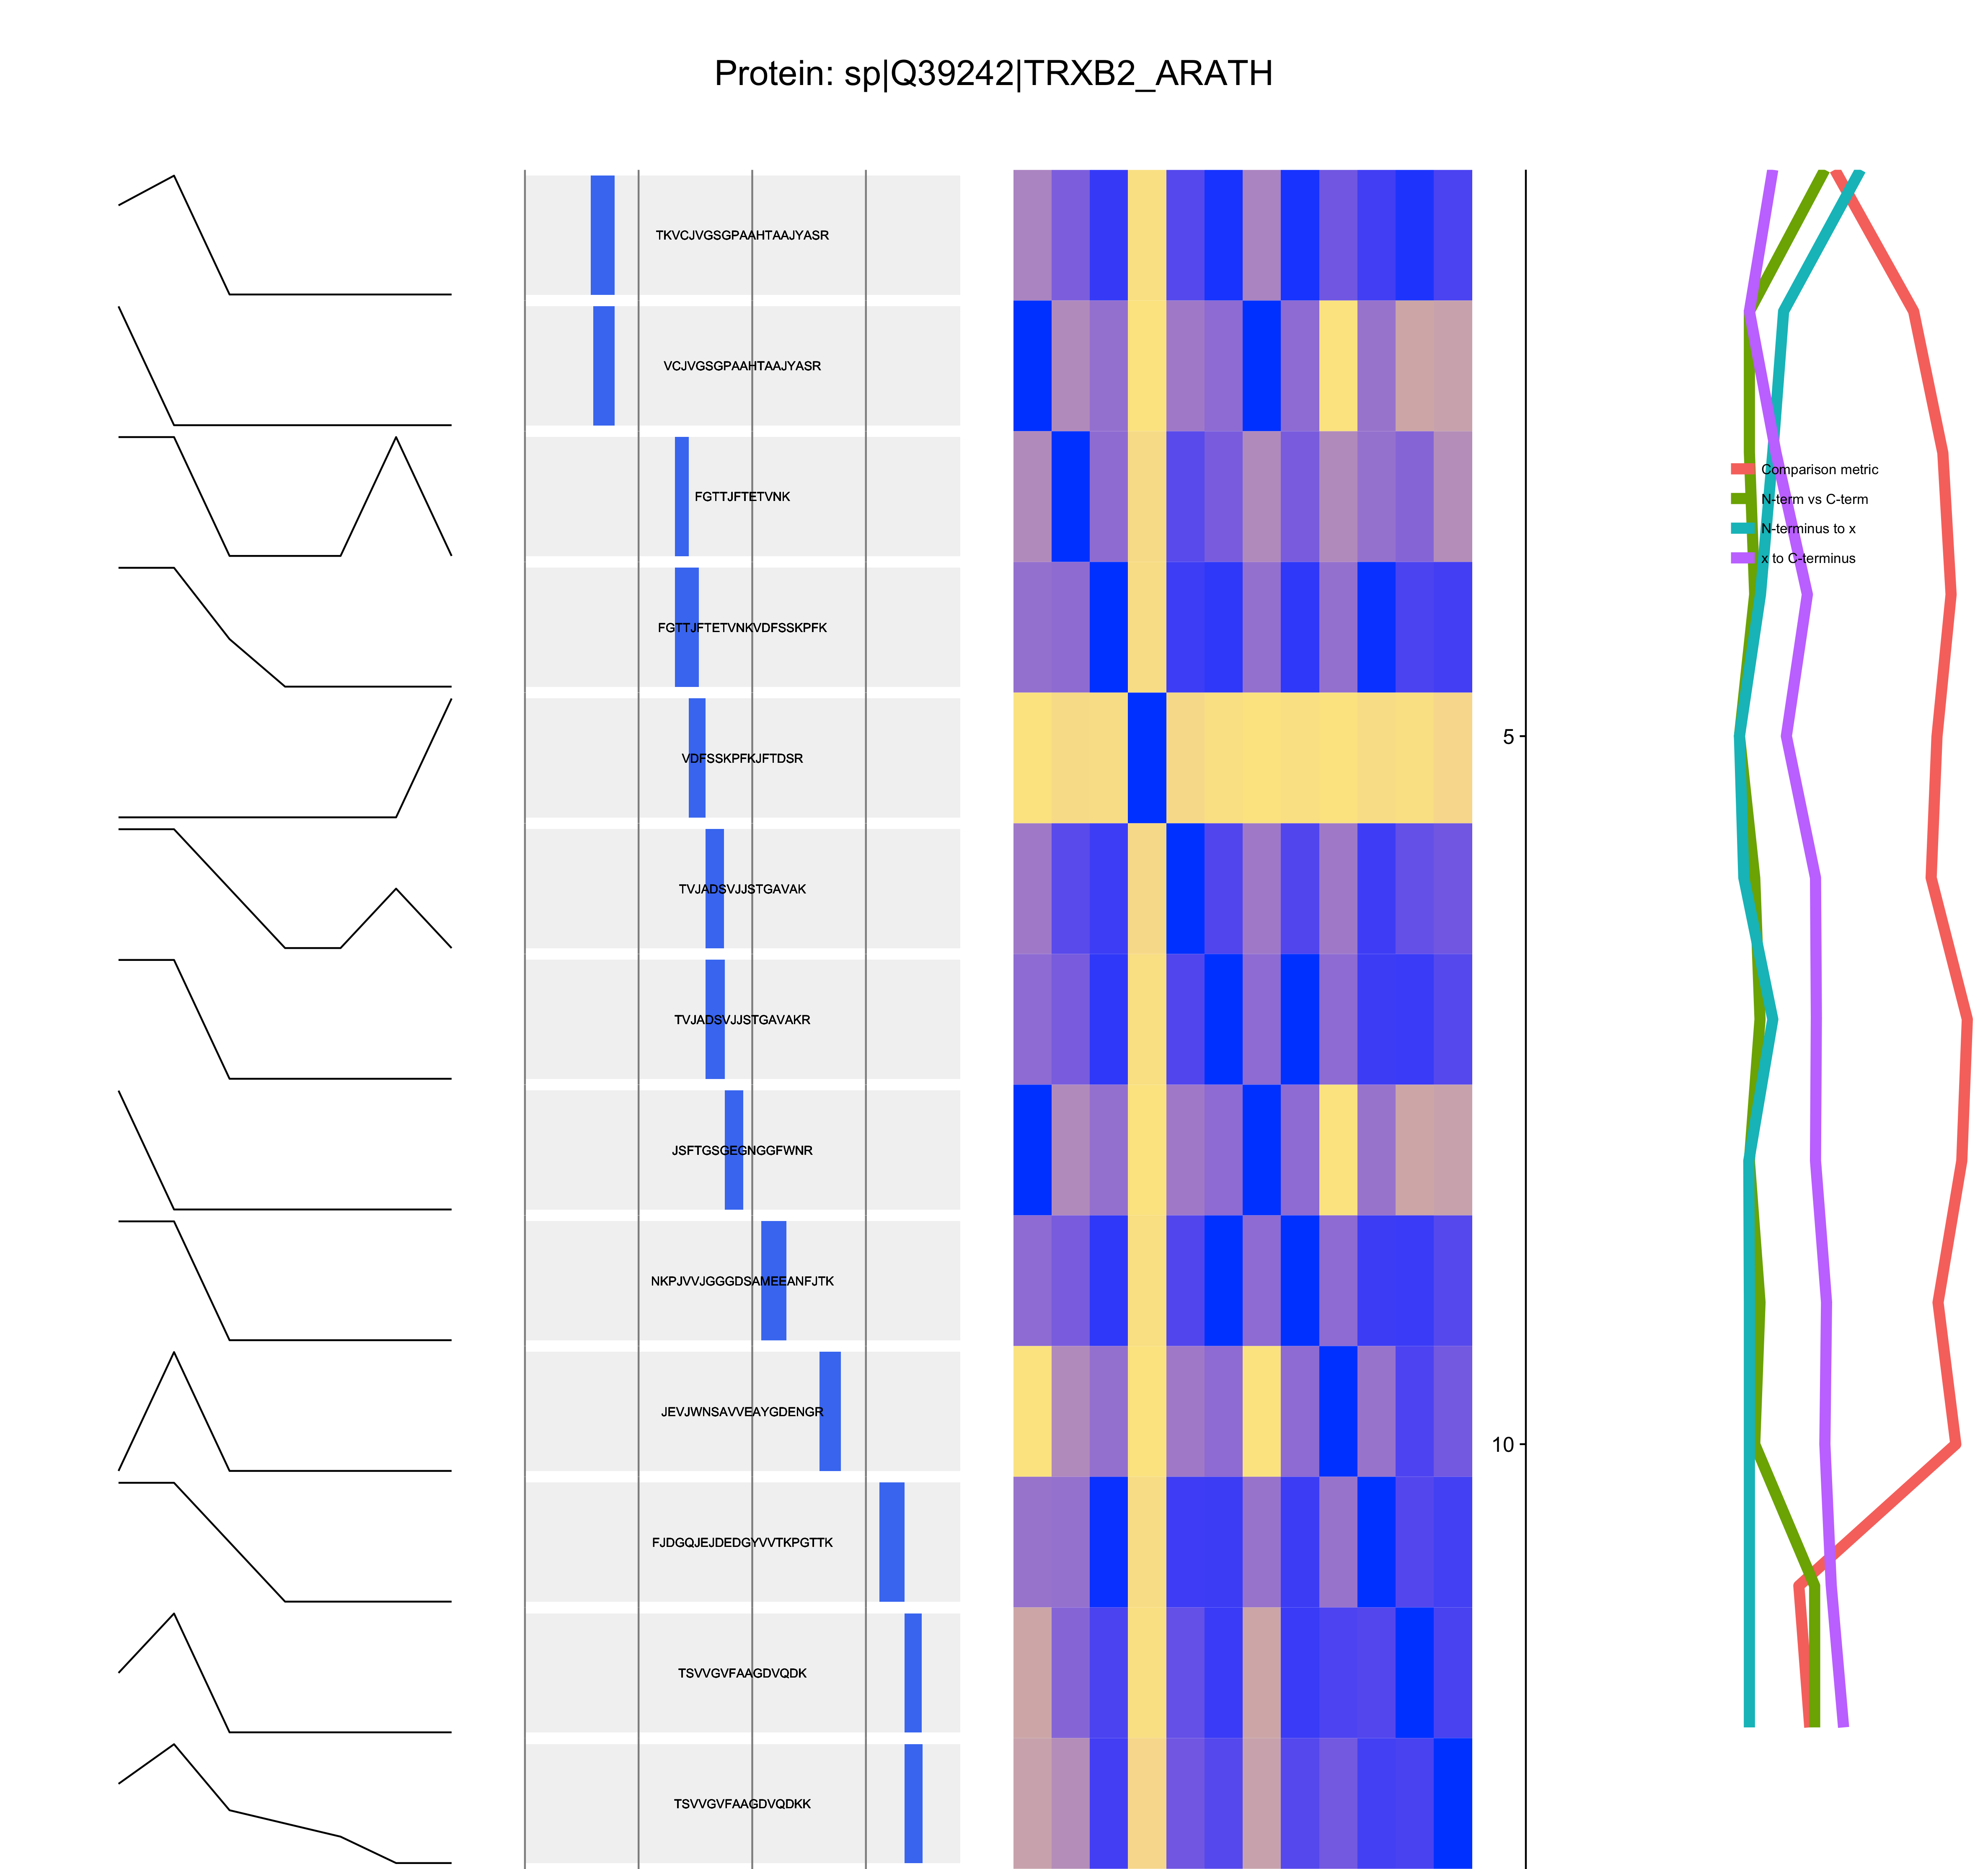 Protein: sp|Q39242|TRXB2_ARATH
TKVCJVGSGPAAHTAAJYASR
VCJVGSGPAAHTAAJYASR
FGTTJFTETVNK
Comparison metric
N-term vs C-term
N-terminus to x
x to C-terminus
FGTTJFTETVNKVDFSSKPFK
5
VDFSSKPFKJFTDSR
TVJADSVJJSTGAVAK
TVJADSVJJSTGAVAKR
JSFTGSGEGNGGFWNR
NKPJVVJGGGDSAMEEANFJTK
JEVJWNSAVVEAYGDENGR
10
FJDGQJEJDEDGYVVTKPGTTK
TSVVGVFAAGDVQDK
TSVVGVFAAGDVQDKK